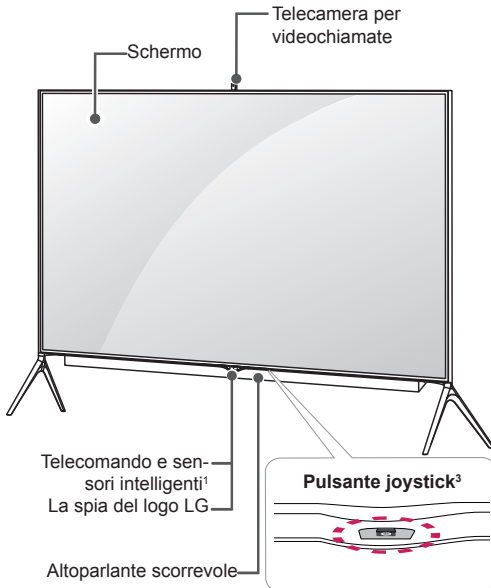 Telecamera per
videochiamate
Schermo
Telecomando e sen-
sori intelligenti¹
La spia del logo LG
Pulsante joystick³
Altoparlante scorrevole